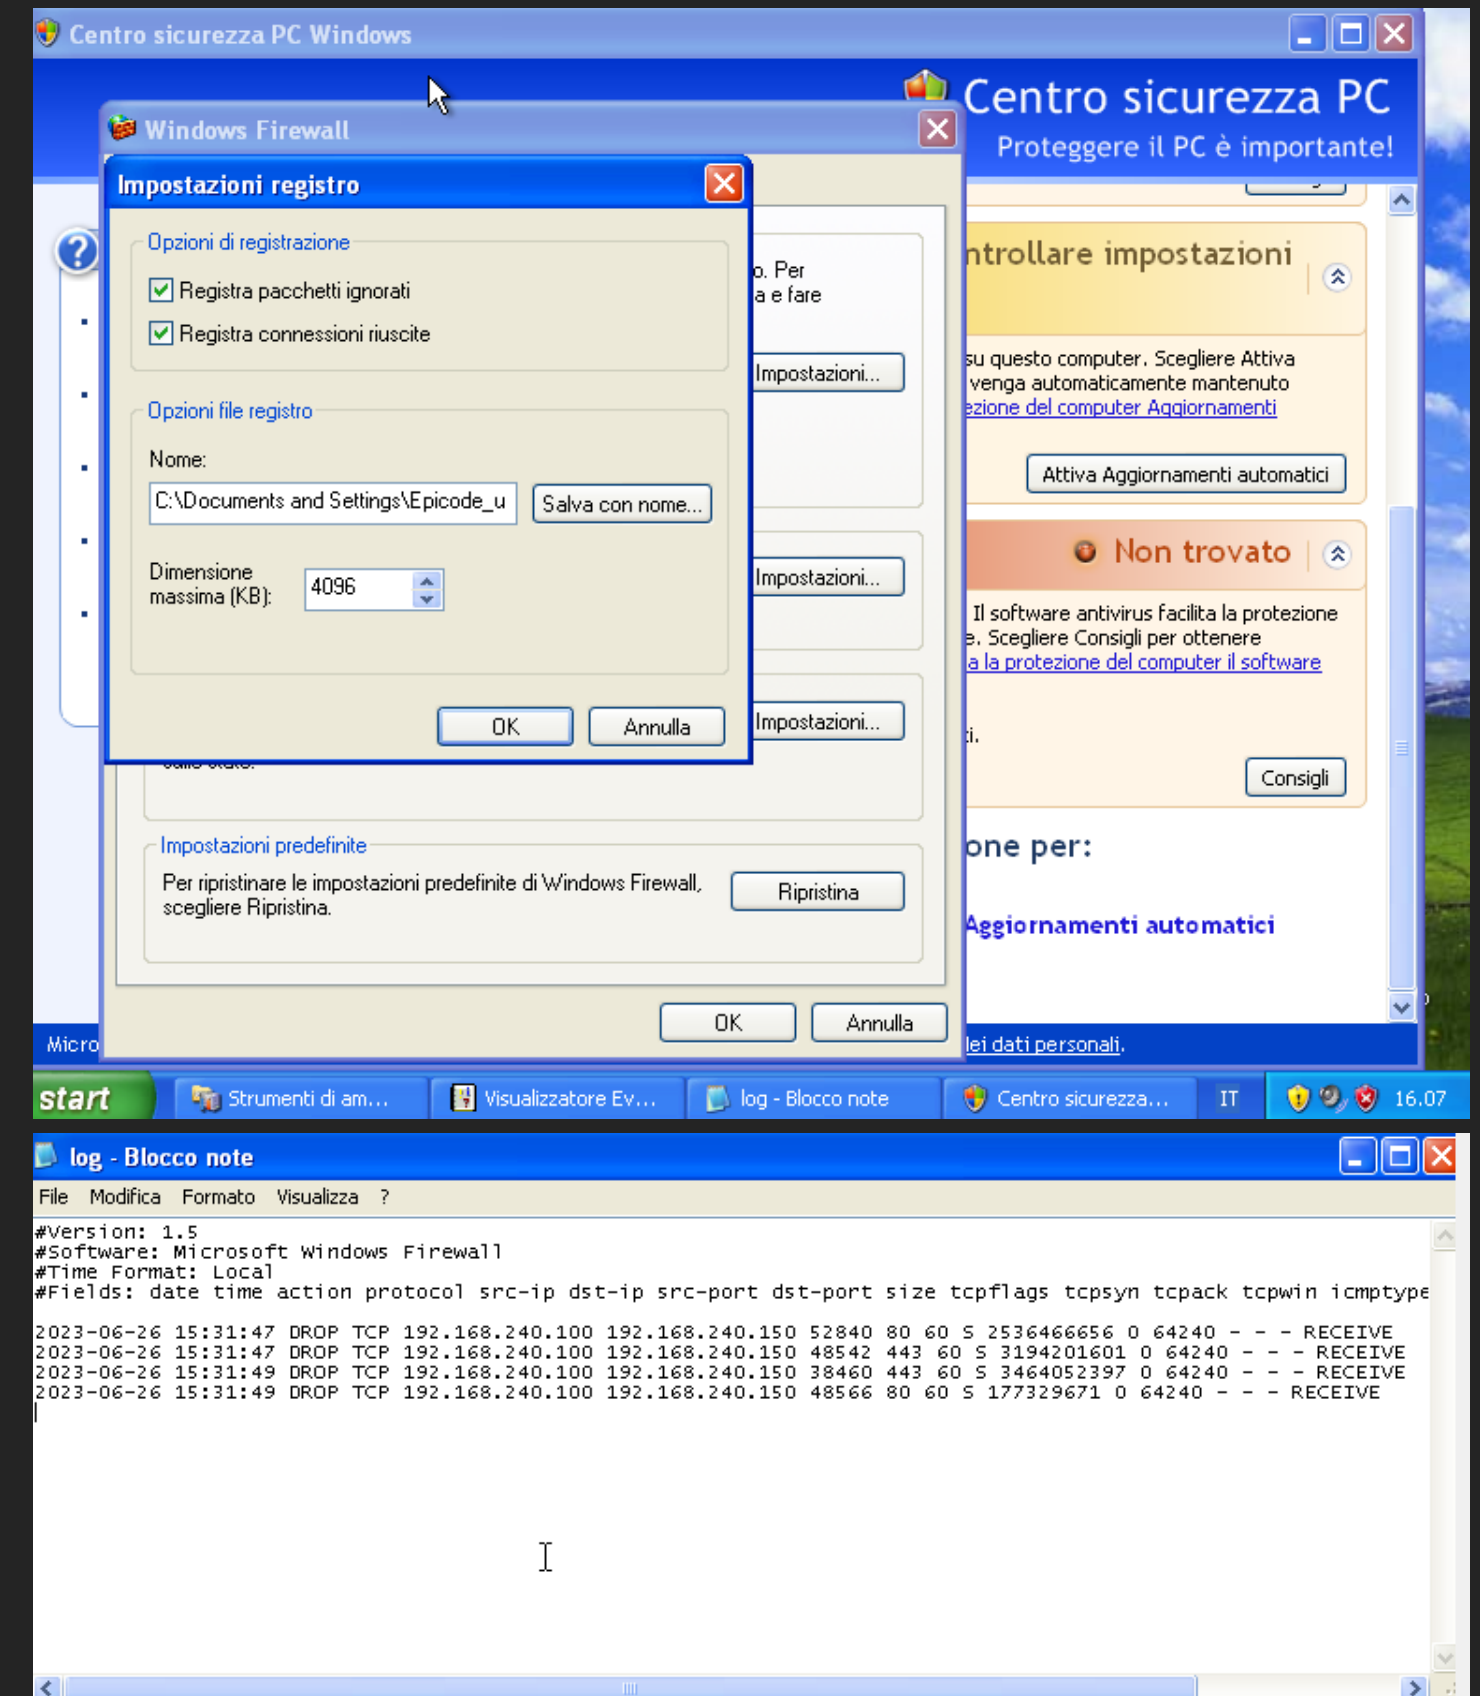 Centro sicurezza PC Windows
Centro sicurezza PC
Proteggere il PC è importante!
Windows Firewall
Impostazioni registro
Opzioni di registrazione
Registra pacchetti ignorati
Registra connessioni riuscite
Opzioni file registro
Nome:
C:\Documents and Settings\Epicode_u
Salva con nome...
Dimensione
massima (KB):
4096
OK
Annulla
o. Per
a e fare
Impostazioni...
Impostazioni...
Impostazioni...
Impostazioni predefinite
Per ripristinare le impostazioni predefinite di Windows Firewall,
scegliere Ripristina.
Ripristina
OK
Annulla
ntrollare impostazioni
su questo computer. Scegliere Attiva
venga automaticamente mantenuto
ezione del computer Aggiornamenti
Attiva Aggiornamenti automatici
Non trovato
Il software antivirus facilita la protezione
e. Scegliere Consigli per ottenere
a la protezione del computer il software
ti.
Consigli
one per:
Aggiornamenti automatici
Micro
dei dati personali.
start
Strumenti di am...
Visualizzatore Ev...
log - Blocco note
Centro sicurezza...
IT
16.07
log - Blocco note
File Modifica Formato Visualizza ?
#Version: 1.5
#Software: Microsoft Windows Firewall
#Time Format: Local
#Fields: date time action protocol src-ip dst-ip src-port dst-port size tcpflags tcpsyn tcpack tcpwin icmptype
2023-06-26 15:31:47 DROP TCP 192.168.240.100 192.168.240.150 52840 80 60 S 2536466656 0 64240 - - - RECEIVE
2023-06-26 15:31:47 DROP TCP 192.168.240.100 192.168.240.150 48542 443 60 S 3194201601 0 64240 - - - RECEIVE
2023-06-26 15:31:49 DROP TCP 192.168.240.100 192.168.240.150 38460 443 60 S 3464052397 0 64240 - - - RECEIVE
2023-06-26 15:31:49 DROP TCP 192.168.240.100 192.168.240.150 48566 80 60 S 177329671 0 64240 - - - RECEIVE